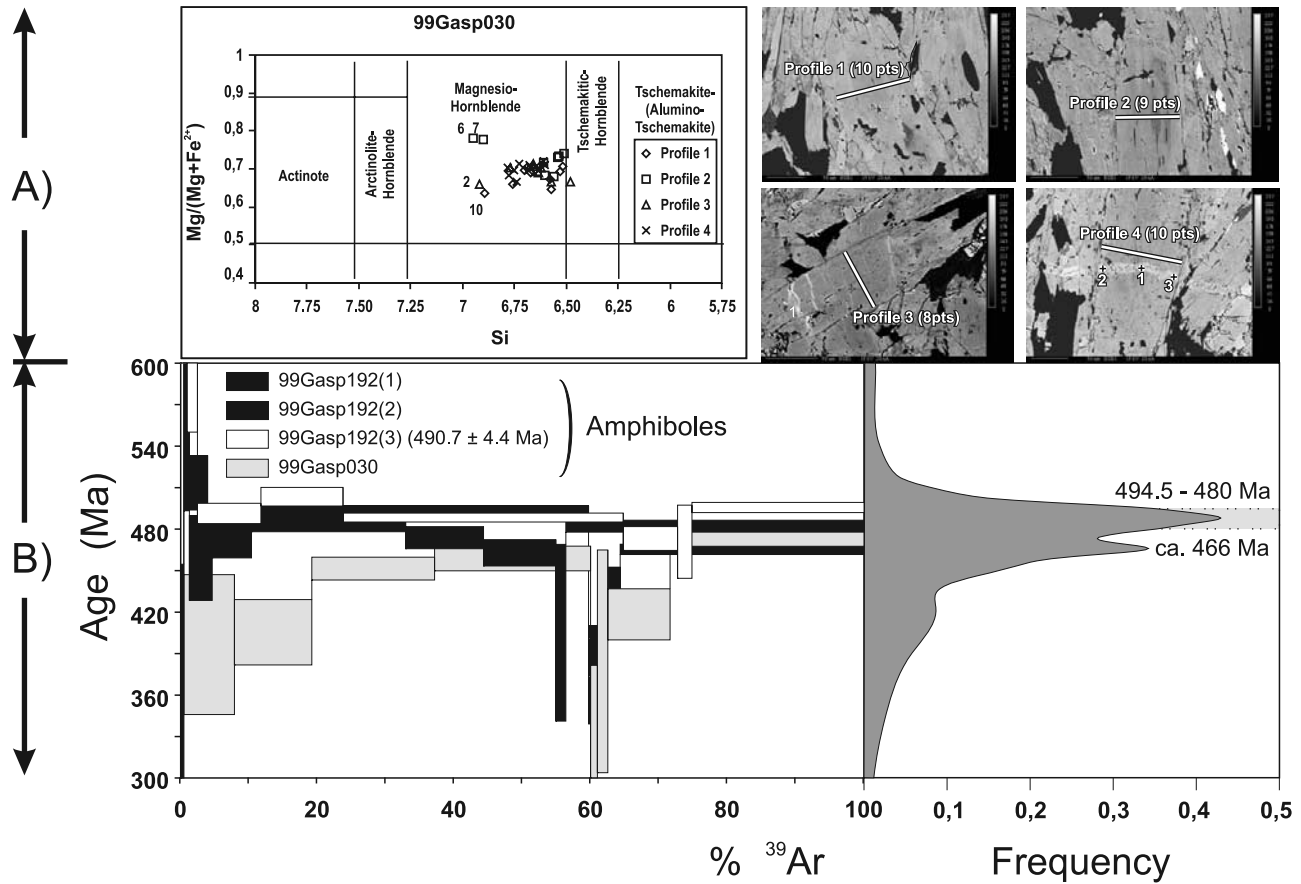 A)
99Gasp030
Mg/(Mg+Fe2+)
1
0,9
0,8
0,7
0,6
0,5
0,4
Actinote
Arctinolite-
Hornblende
Magnesio-
Hornblende
Tschemakitic-
Hornblende
Tschemakite-
(Alumino-
Tschemakite)
6 7
2
10
Profile 1
Profile 2
Profile 3
Profile 4
8 7.75 7.5 7.25 7 6,75 6,50 6,25 6 5,75
Si
Profile 1 (10 pts)
Profile 2 (9 pts)
Profile 3 (8pts)
1
Profile 4 (10 pts)
2 1 3
B)
Age (Ma)
600
540
480
420
360
300
99Gasp192(1)
99Gasp192(2)
99Gasp192(3) (490.7 ± 4.4 Ma)
99Gasp030
Amphiboles
494.5 - 480 Ma
ca. 466 Ma
0 20 40 60 80 100 0,1 0,2 0,3 0,4 0,5
% 39Ar
Frequency